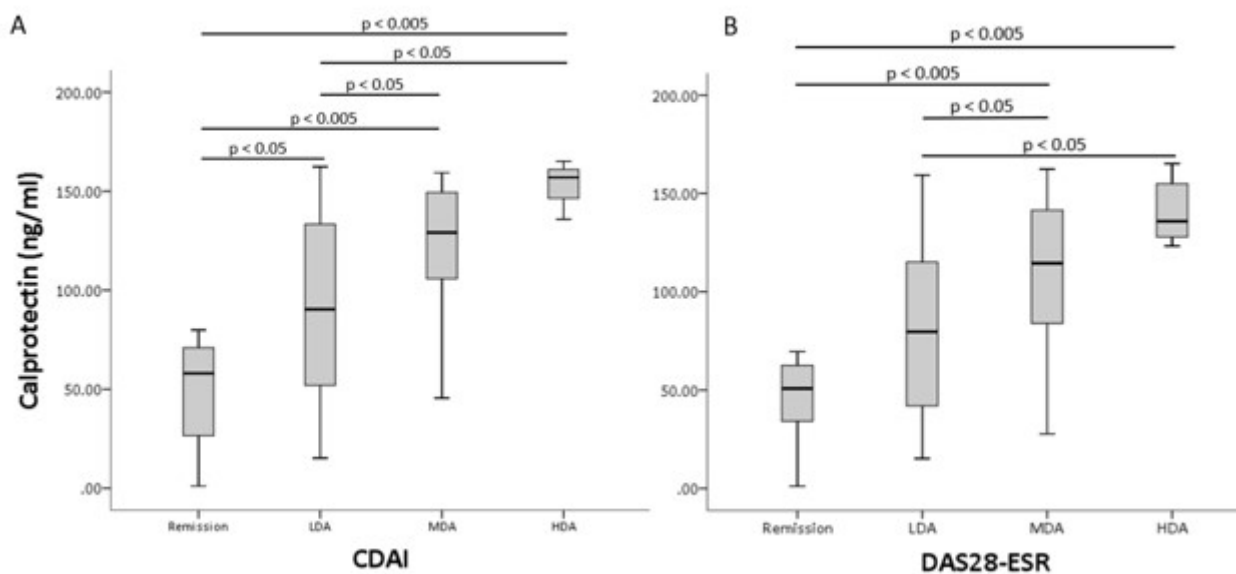 A
p < 0.005
p < 0.05
p < 0.05
p < 0.005
p < 0.05
Calprotectin (ng/ml)
200.00
150.00
100.00
50.00
.00
Remission LDA MDA HDA
CDAI
B
p < 0.005
p < 0.005
p < 0.05
p < 0.05
200.00
150.00
100.00
50.00
.00
Remission LDA MDA HDA
DAS28-ESR